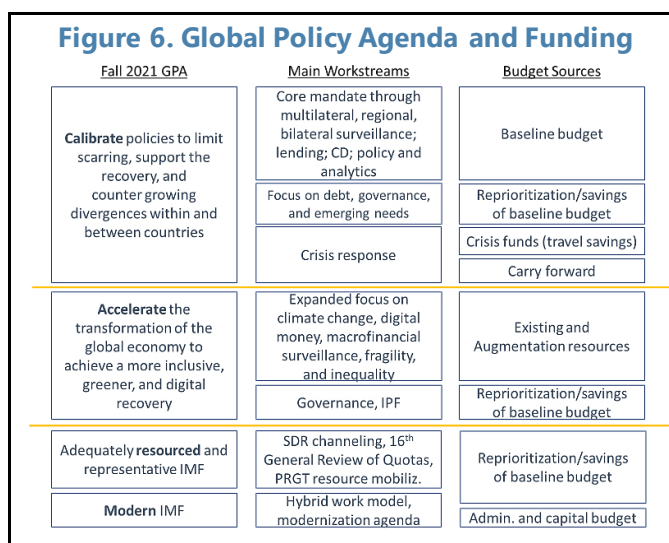 Figure 6. Global Policy Agenda and Funding
Fall 2021 GPA
Main Workstreams
Budget Sources
Calibrate policies to limit
scarring, support the
recovery, and
counter growing
divergences within and
between countries
Core mandate through
multilateral, regional,
bilateral surveillance;
lending; CD; policy and
analytics
Baseline budget
Focus on debt, governance,
and emerging needs
Reprioritization/savings
of baseline budget
Crisis response
Crisis funds (travel savings)
Carry forward
Accelerate the
transformation of the
global economy to
achieve a more inclusive,
greener, and digital
recovery
Expanded focus on
climate change, digital
money, macrofinancial
surveillance, fragility,
and inequality
Existing and
Augmentation resources
Governance, IPF
Reprioritization/savings
of baseline budget
Adequately resourced and
representative IMF
SDR channeling, 16th
General Review of Quotas,
PRGT resource mobiliz.
Reprioritization/savings
of baseline budget
Modern IMF
Hybrid work model,
modernization agenda
Admin. and capital budget